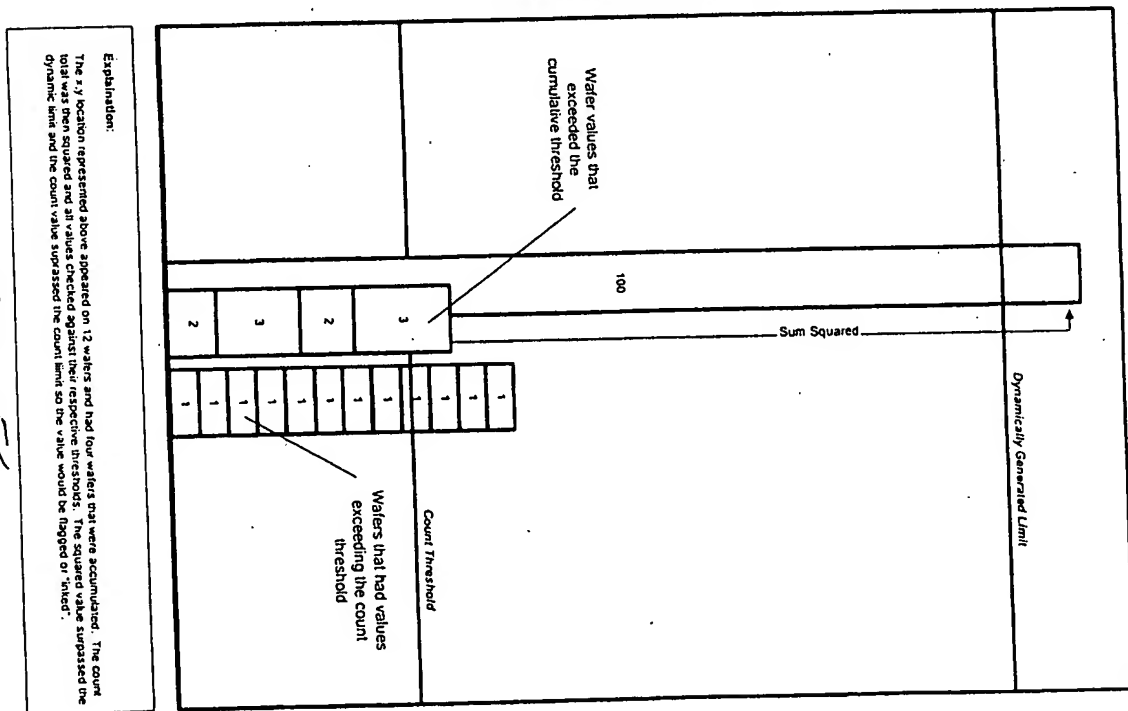 Dynamically Generated Limit
Sum Squared
100
Wafer values that
exceeded the
cumulative threshold
Count Threshold
3
2
3
2
1
1
1
1
1
1
1
1
1
1
1
1
Wafers that had values
exceeding the count
threshold
Explaination:
The x,y location represented above appeared on 12 wafers and had four wafers that were accumulated. The count
total was then squared and all values checked against their respective thresholds. The squared value surpassed the
dynamic limit and the count value suprassed the count limit so the value would be flagged or "inked".